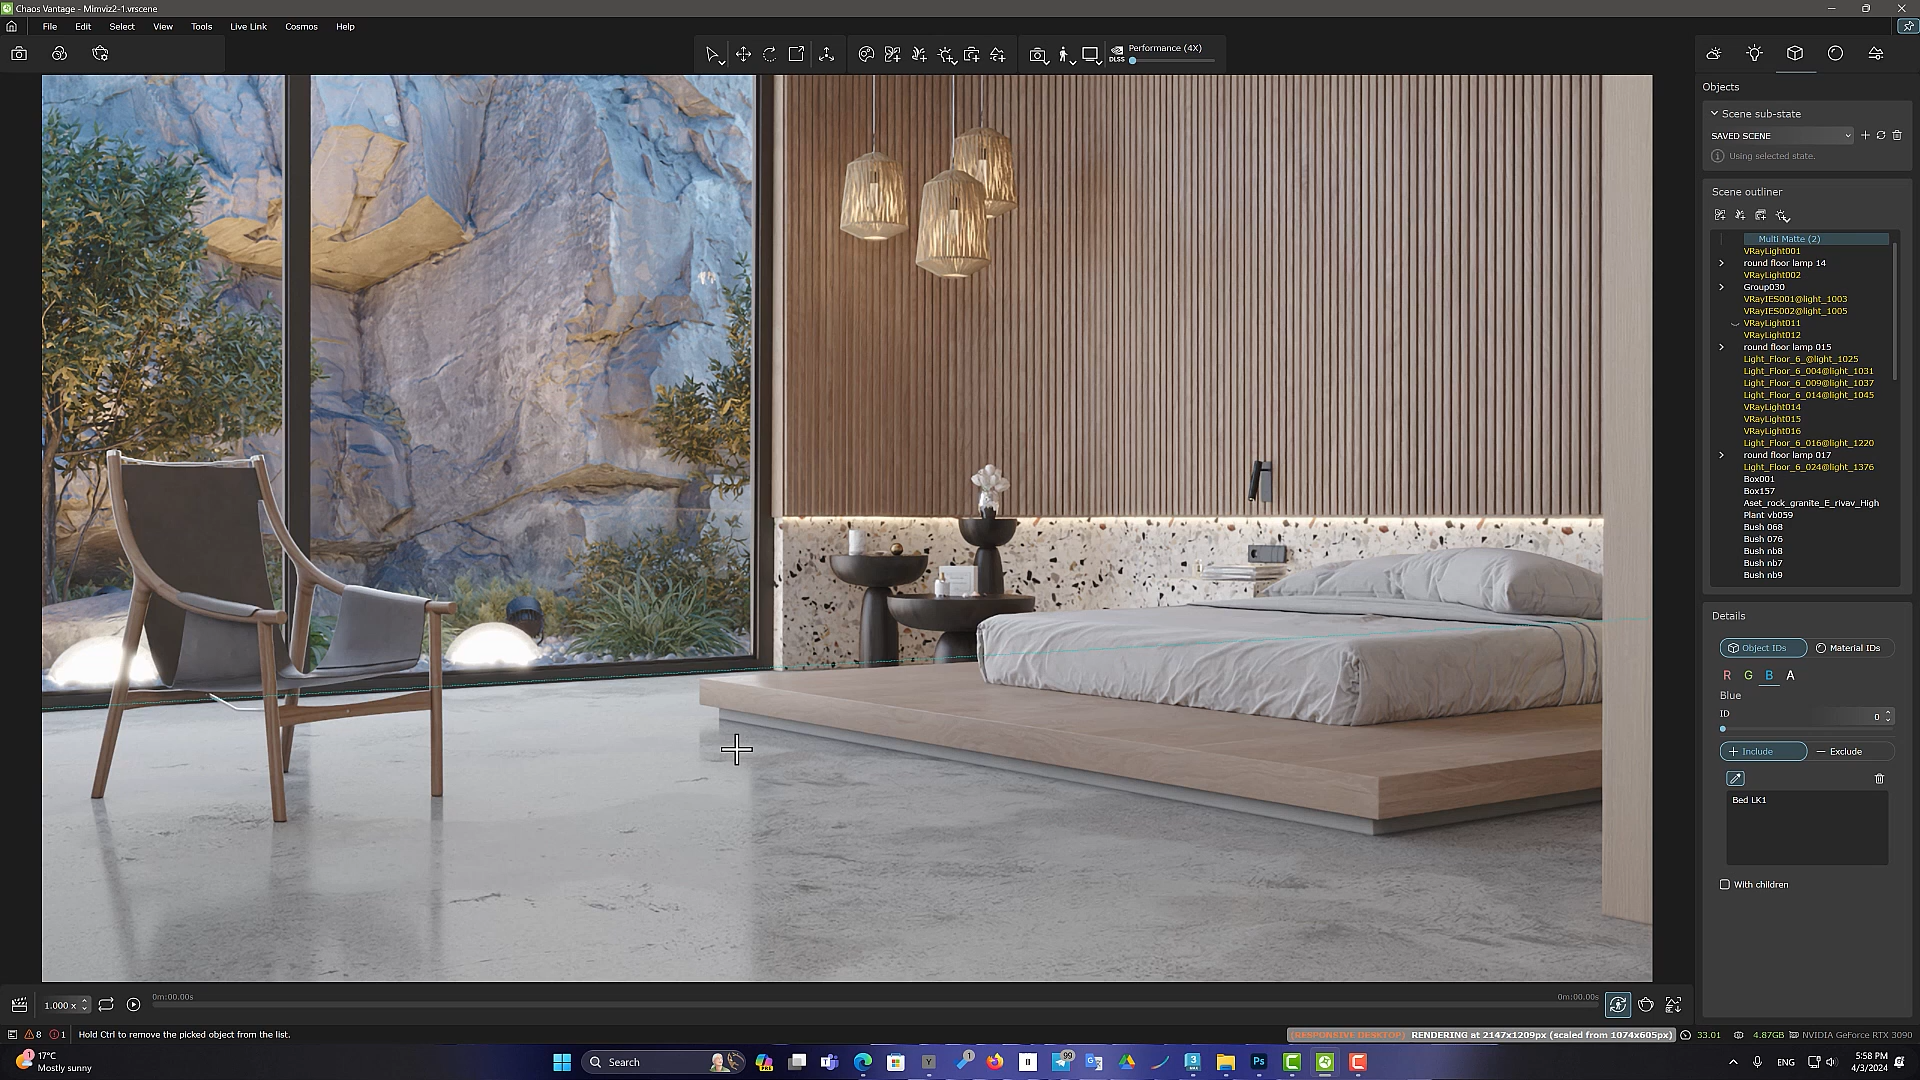 Chaos Vantage - Mimviz2-1.vrscene
File Edit Select View Tools Live Link Cosmos Help
DLSS Performance (4X)
Objects
Scene sub-state
SAVED SCENE
Using selected state.
Scene outliner
Multi Matte (2)
VRayLight001
round floor lamp 14
VRayLight002
Group030
VRayIES001@light_1003
VRayIES002@light_1005
VRayLight011
VRayLight012
round floor lamp 015
Light_Floor_6_@light_1025
Light_Floor_6_004@light_1031
Light_Floor_6_009@light_1037
Light_Floor_6_014@light_1045
VRayLight014
VRayLight015
VRayLight016
Light_Floor_6_016@light_1220
round floor lamp 017
Light_Floor_6_024@light_1376
Box001
Box157
Aset_rock_granite_E_rivav_High
Plant vb059
Bush 068
Bush 076
Bush nb8
Bush nb7
Bush nb9
Details
Object IDs Material IDs
R G B A
Blue
ID 0
Include Exclude
Bed LK1
With children
1.000 x 0m:00.00s 0m:00.00s
8 1 Hold Ctrl to remove the picked object from the list.
(RESPONSIVE DESKTOP) RENDERING at 2147x1209px (scaled from 1074x605px) 33.01 4.87GB NVIDIA GeForce RTX 3090
17°C
Mostly sunny
Search
99
ENG
5:58 PM
4/3/2024